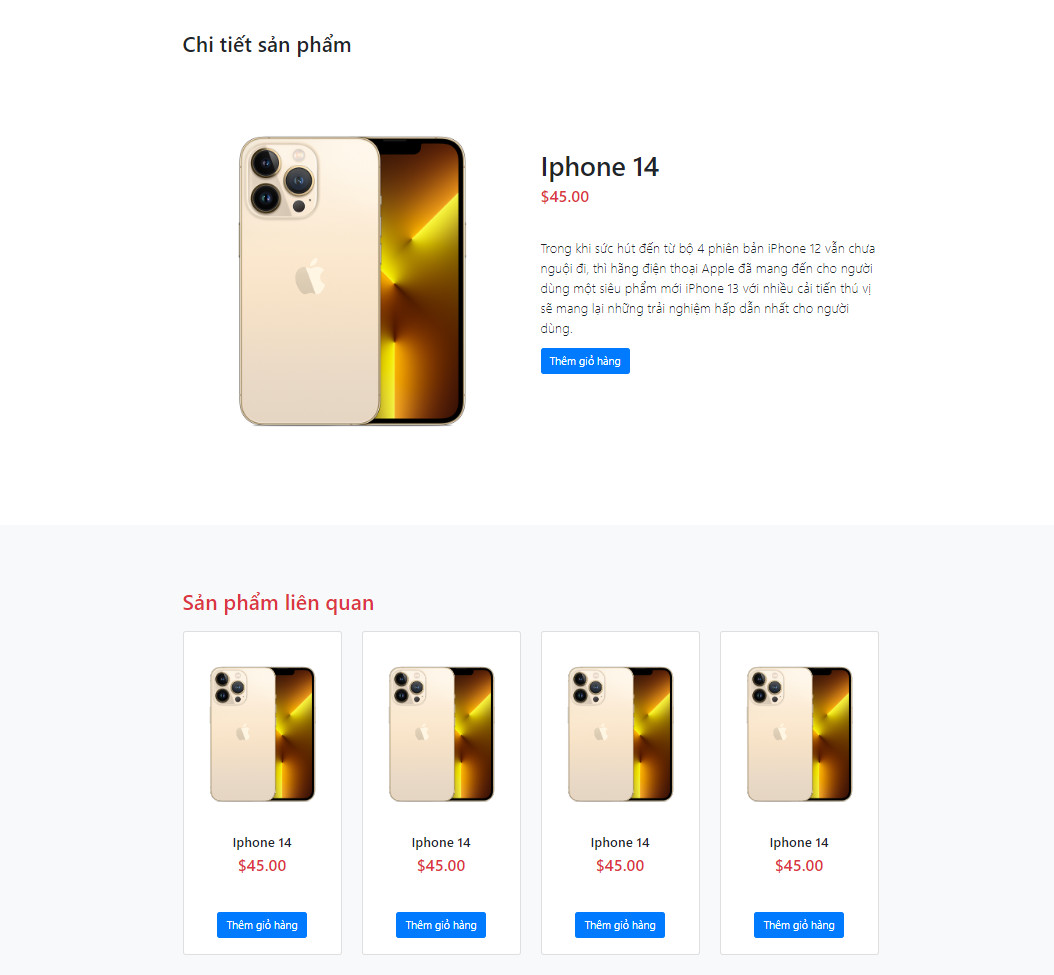 Chi tiết sản phẩm
Iphone 14
$45.00
Trong khi sức hút đến từ bộ 4 phiên bản iPhone 12 vẫn chưa
nguội đi, thì hãng điện thoại Apple đã mang đến cho người
dùng một siêu phẩm mới iPhone 13 với nhiều cải tiến thú vị
sẽ mang lại những trải nghiệm hấp dẫn nhất cho người
dùng.
Thêm giỏ hàng
Sản phẩm liên quan
Iphone 14
$45.00
Thêm giỏ hàng
Iphone 14
$45.00
Thêm giỏ hàng
Iphone 14
$45.00
Thêm giỏ hàng
Iphone 14
$45.00
Thêm giỏ hàng